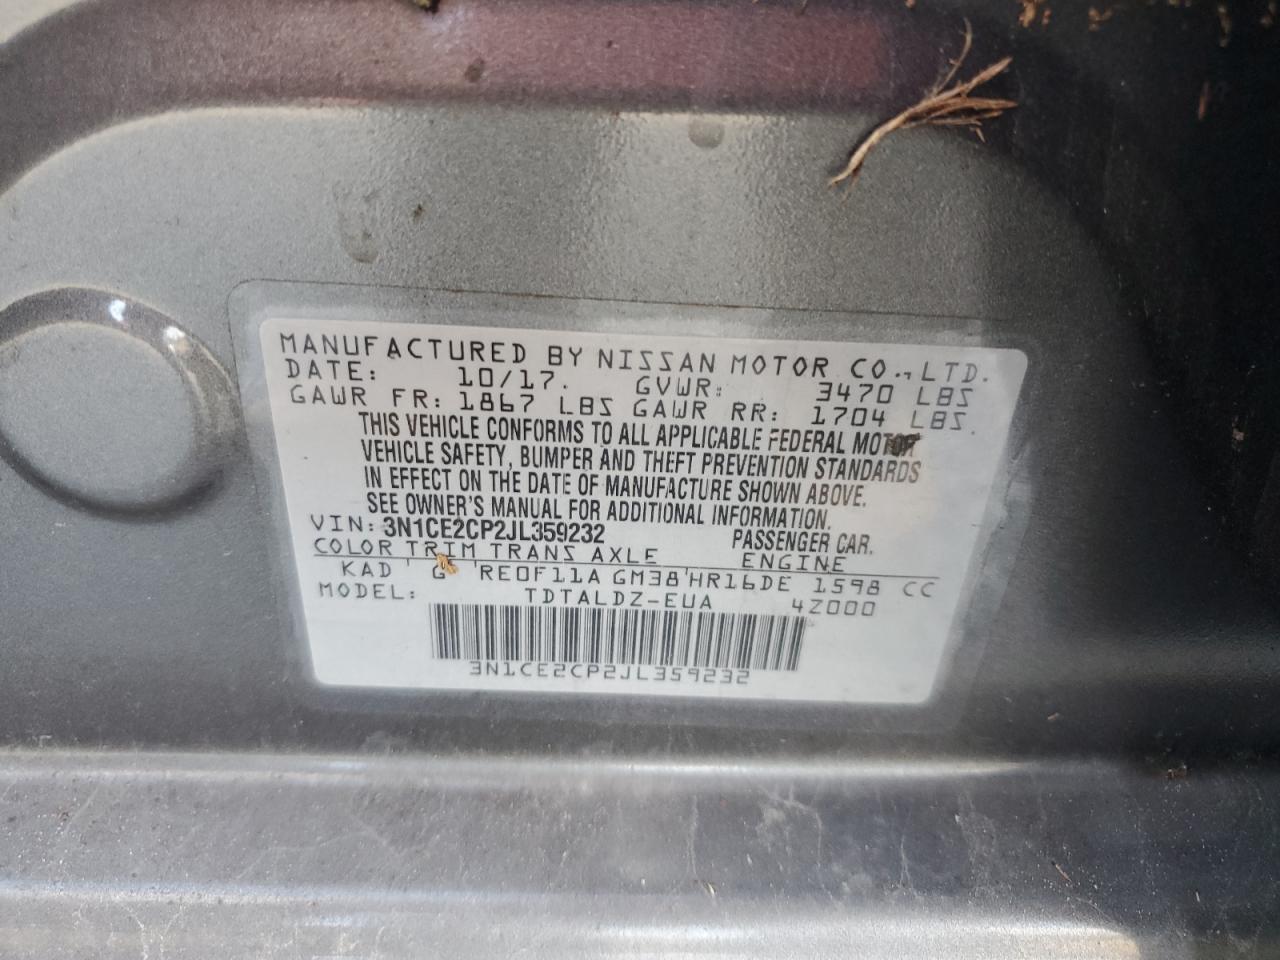 MANUFACTURED BY NISSAN MOTOR CO., LTD.
DATE: 10/17. GVWR: 3470 LBS
GAWR FR: 1867 LBS GAWR RR: 1704 LBS.
THIS VEHICLE CONFORMS TO ALL APPLICABLE FEDERAL MOTOR
VEHICLE SAFETY, BUMPER AND THEFT PREVENTION STANDARDS
IN EFFECT ON THE DATE OF MANUFACTURE SHOWN ABOVE.
SEE OWNER'S MANUAL FOR ADDITIONAL INFORMATION.
VIN: 3N1CE2CP2JL359232 PASSENGER CAR.
COLOR TRIM TRANS AXLE ENGINE
KAD ' G 'RE0F11A GM38'HR16DE 1598 CC
MODEL: TDTALDZ-EUA 4Z000
3N1CE2CP2JL359232